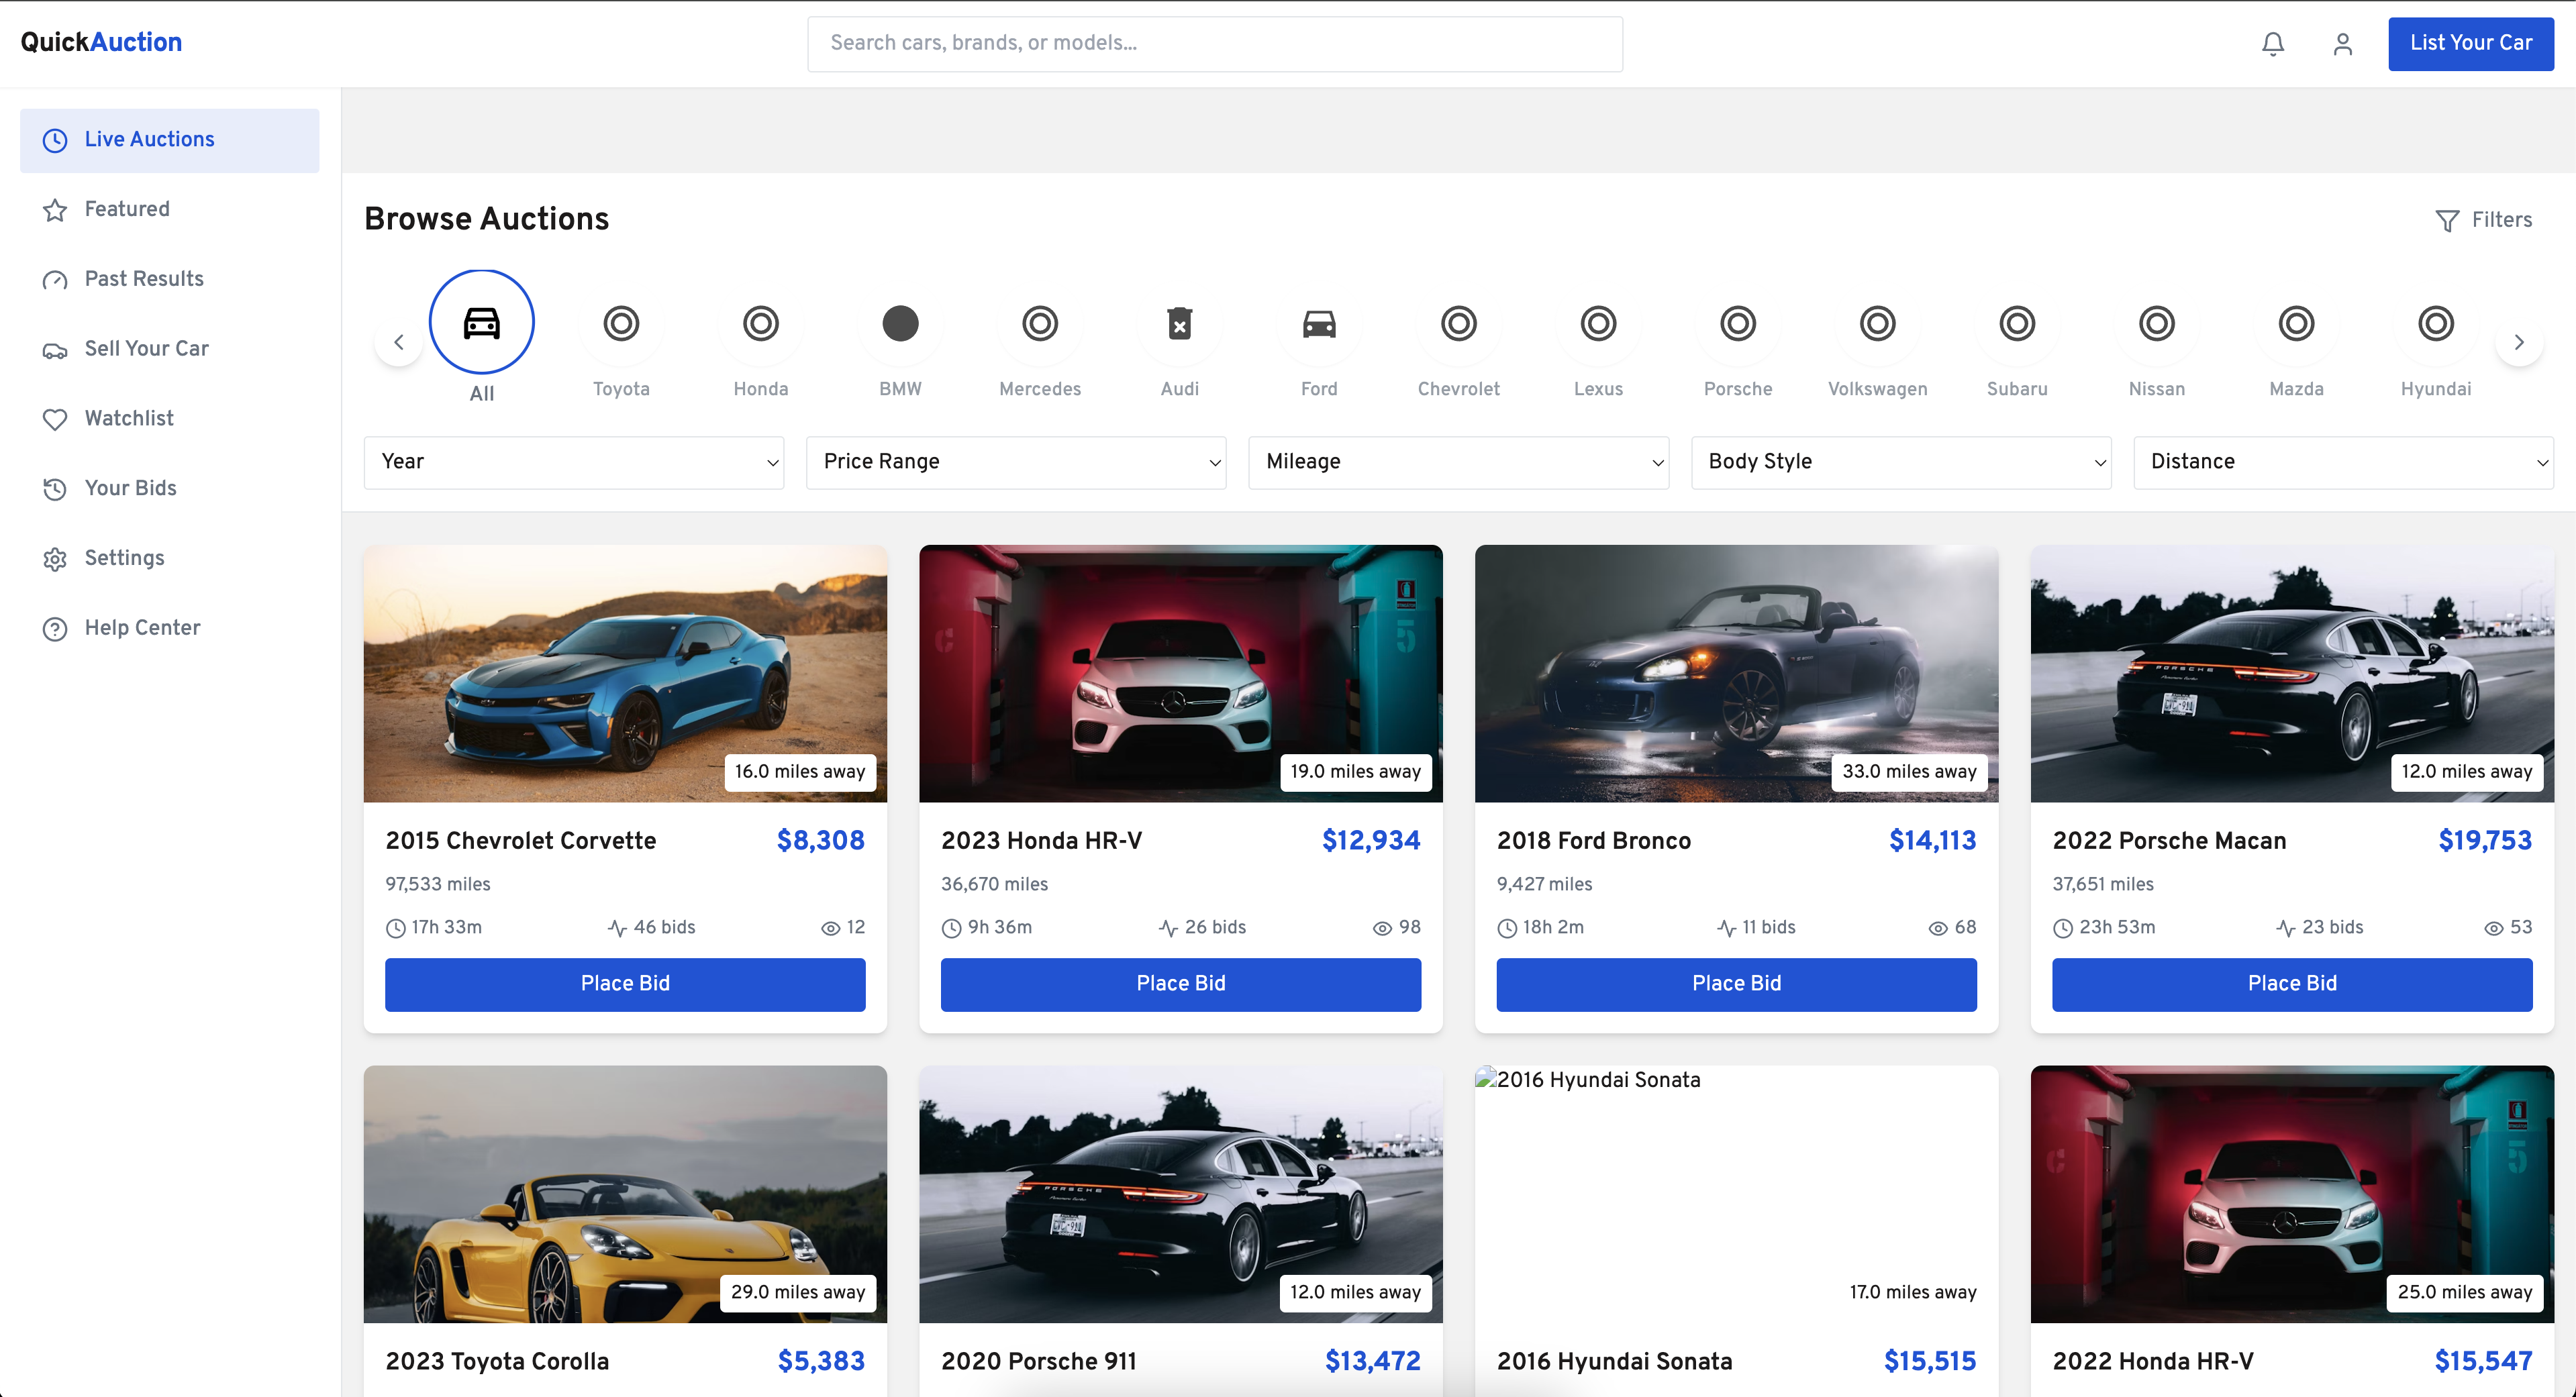 QuickAuction
Search cars, brands, or models...
List Your Car
Live Auctions
Featured
Past Results
Sell Your Car
Watchlist
Your Bids
Settings
Help Center
Browse Auctions
Filters
All
Toyota
Honda
BMW
Mercedes
Audi
Ford
Chevrolet
Lexus
Porsche
Volkswagen
Subaru
Nissan
Mazda
Hyundai
Year
Price Range
Mileage
Body Style
Distance
16.0 miles away
2015 Chevrolet Corvette
$8,308
97,533 miles
17h 33m
46 bids
12
Place Bid
C
5
19.0 miles away
2023 Honda HR-V
$12,934
36,670 miles
9h 36m
26 bids
98
Place Bid
33.0 miles away
2018 Ford Bronco
$14,113
9,427 miles
18h 2m
11 bids
68
Place Bid
PORSCHE
12.0 miles away
2022 Porsche Macan
$19,753
37,651 miles
23h 53m
23 bids
53
Place Bid
29.0 miles away
2023 Toyota Corolla
$5,383
PORSCHE
12.0 miles away
2020 Porsche 911
$13,472
2016 Hyundai Sonata
17.0 miles away
2016 Hyundai Sonata
$15,515
C
5
25.0 miles away
2022 Honda HR-V
$15,547